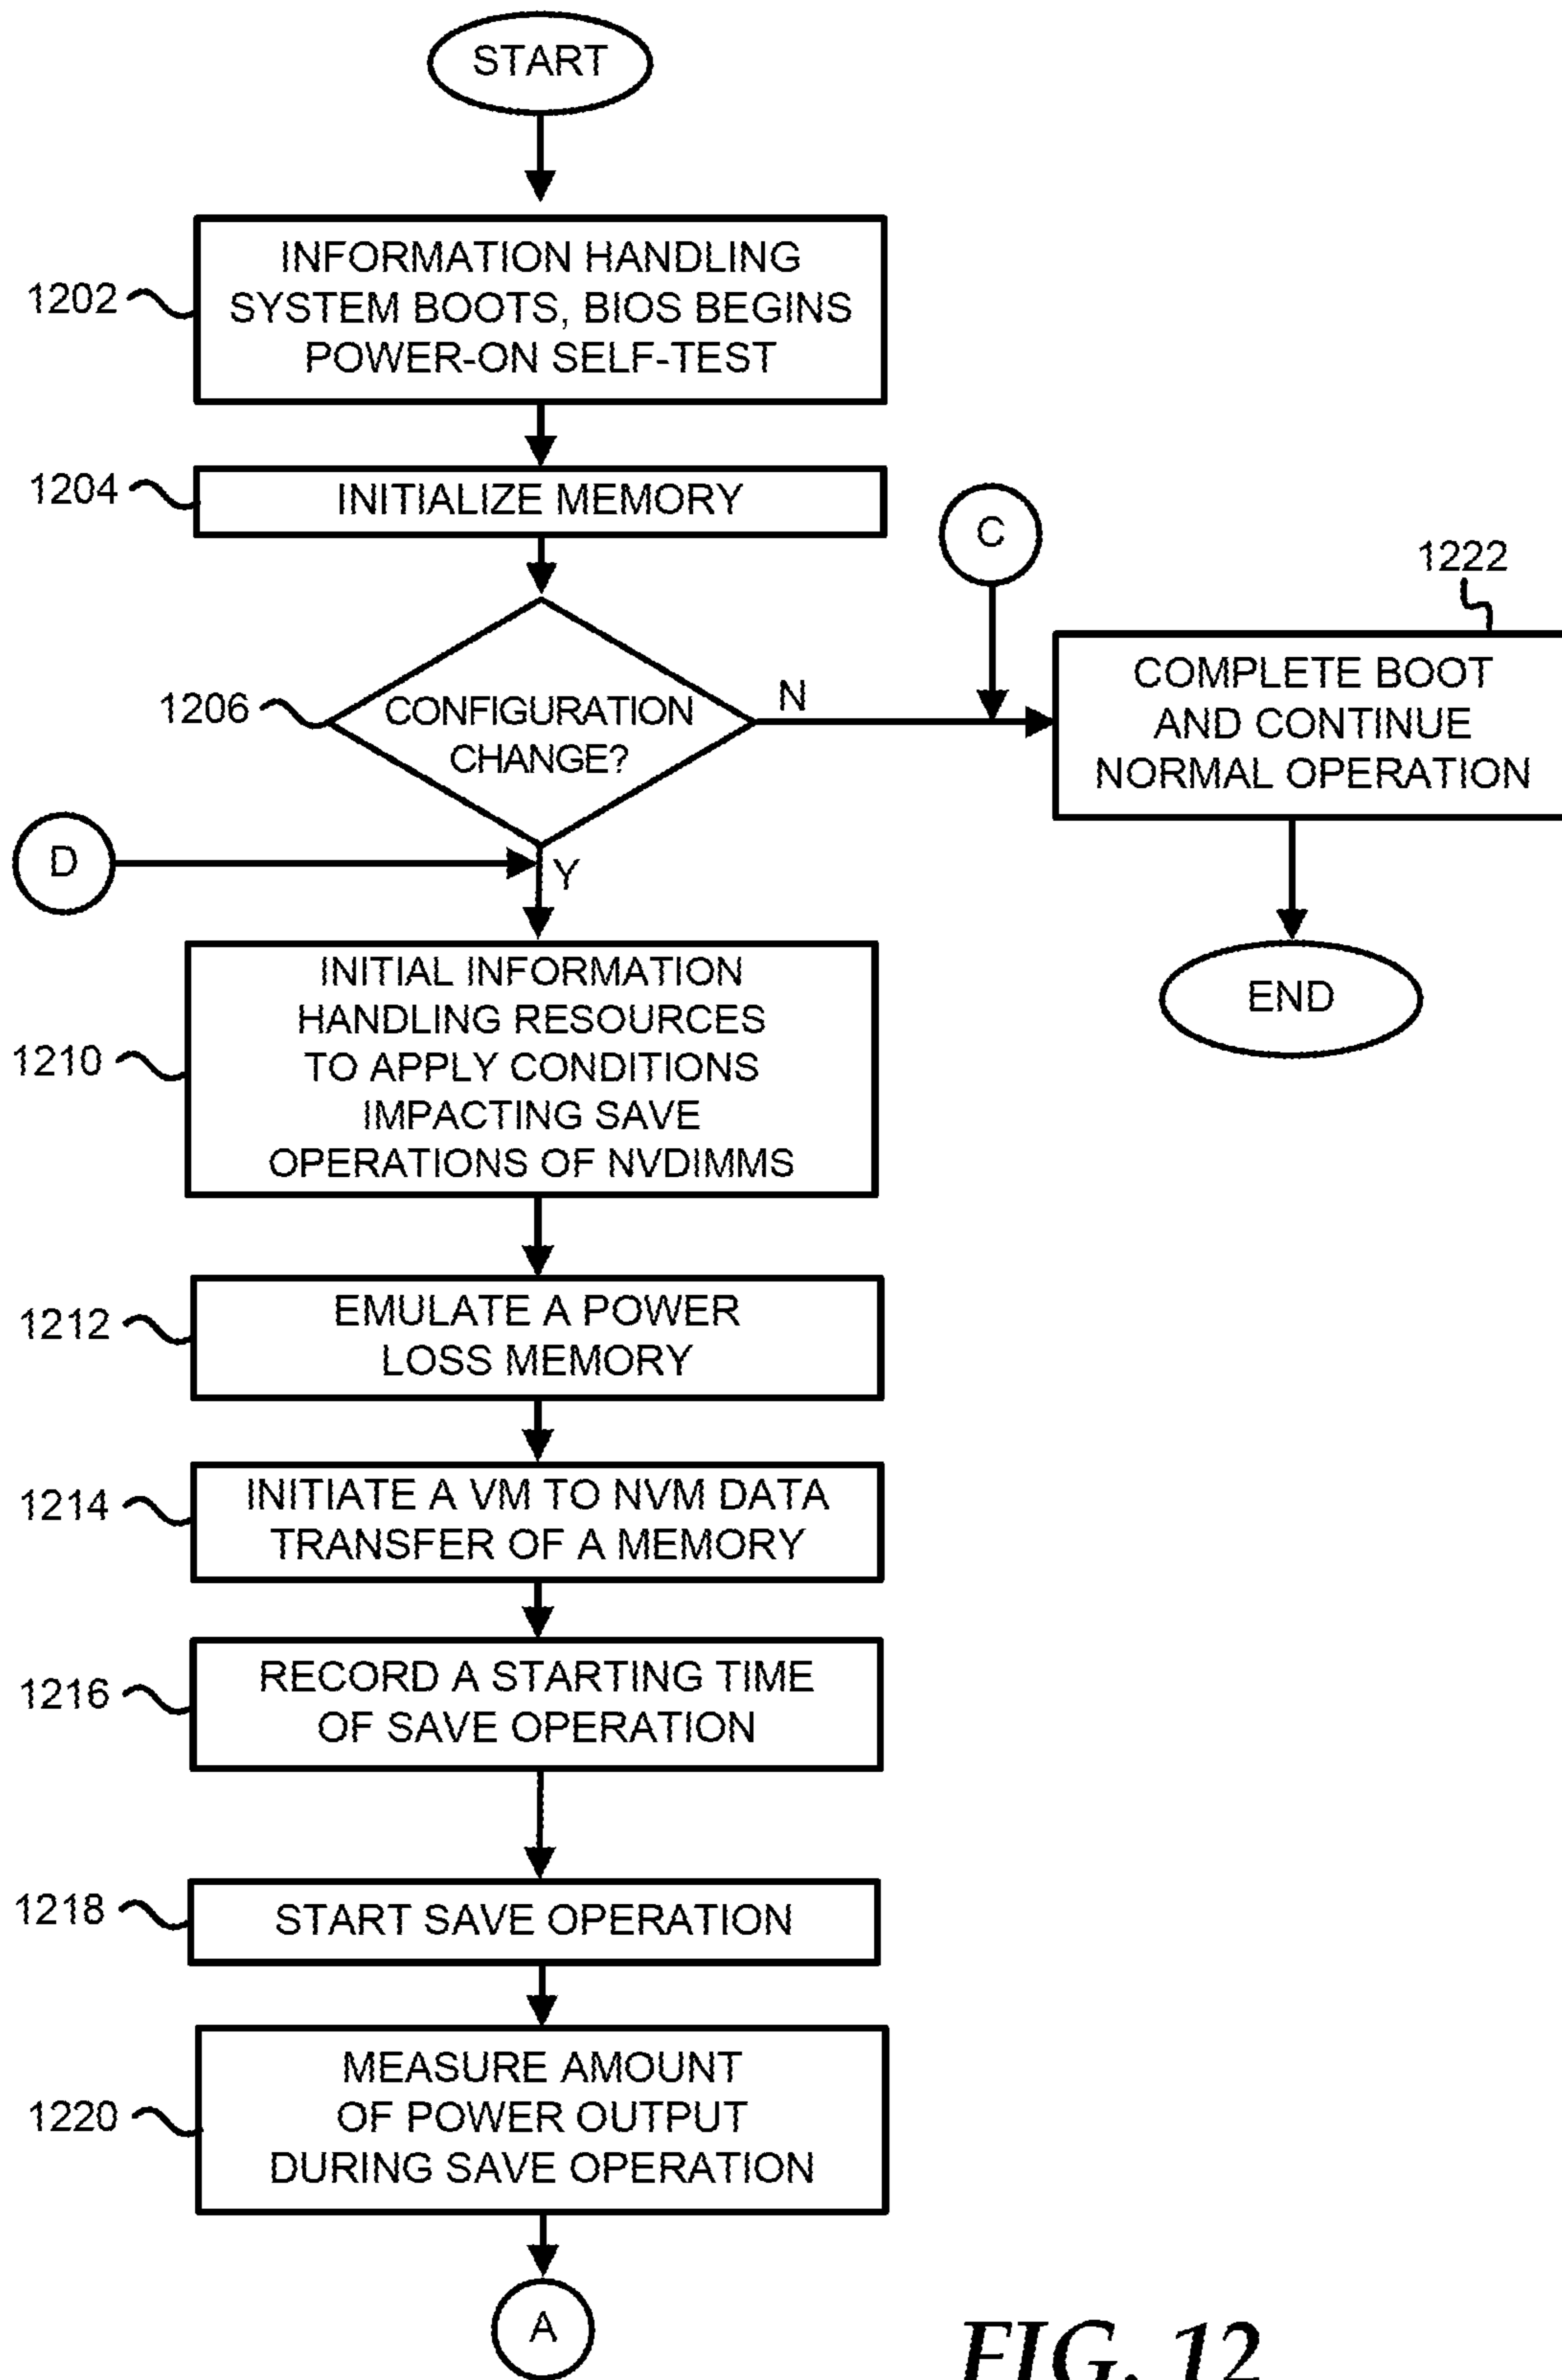 START
1202
INFORMATION HANDLING
SYSTEM BOOTS, BIOS BEGINS
POWER-ON SELF-TEST
1204
INITIALIZE MEMORY
C
1222
1206
CONFIGURATION
CHANGE?
N
COMPLETE BOOT
AND CONTINUE
NORMAL OPERATION
D
Y
END
1210
INITIAL INFORMATION
HANDLING RESOURCES
TO APPLY CONDITIONS
IMPACTING SAVE
OPERATIONS OF NVDIMMS
1212
EMULATE A POWER
LOSS MEMORY
1214
INITIATE A VM TO NVM DATA
TRANSFER OF A MEMORY
1216
RECORD A STARTING TIME
OF SAVE OPERATION
1218
START SAVE OPERATION
1220
MEASURE AMOUNT
OF POWER OUTPUT
DURING SAVE OPERATION
A
FIG. 12